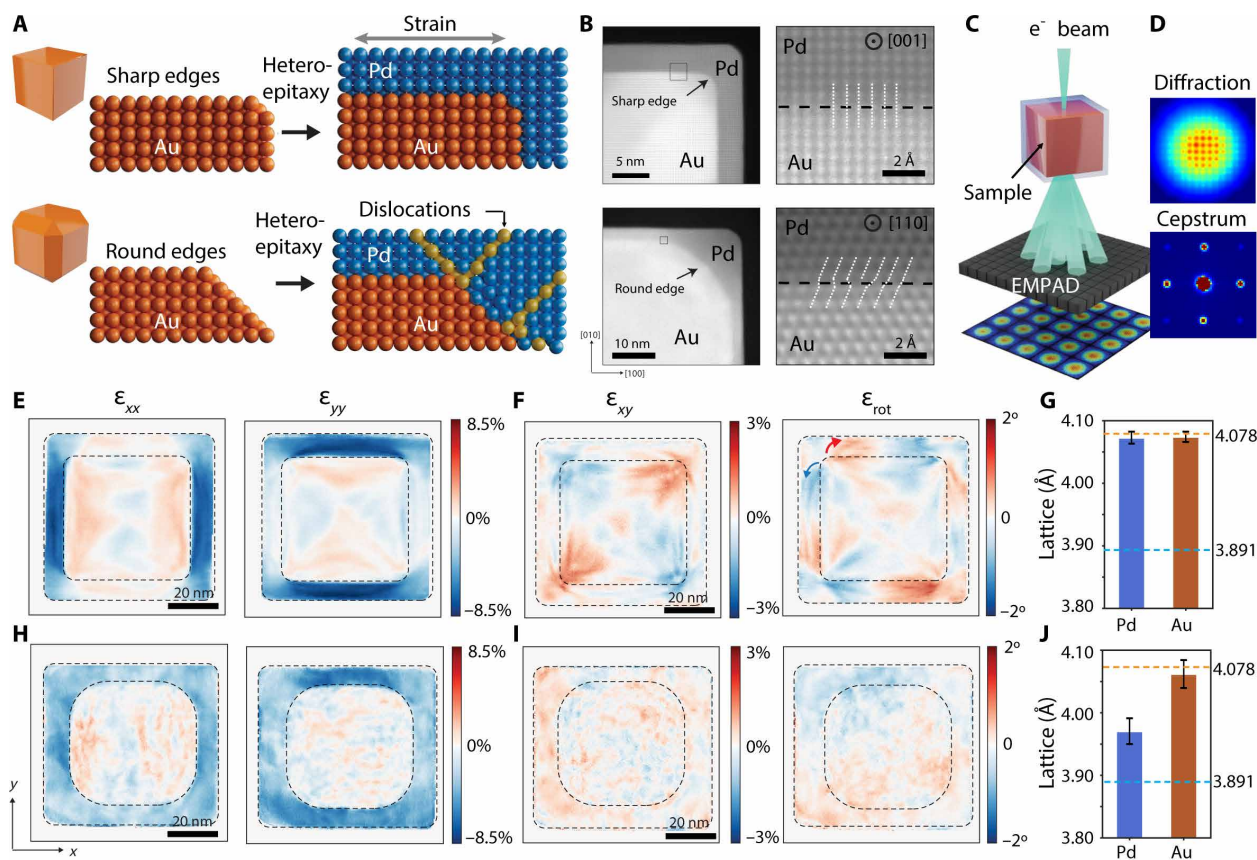 A
Sharp edges
Au
Hetero-
epitaxy
Strain
Pd
Au
Round edges
Au
Hetero-
epitaxy
Dislocations
Pd
Au
B
Pd
Sharp edge
Au
5 nm
Pd
[001]
Au
2 Å
Pd
Round edge
Au
10 nm
[010]
[100]
Pd
[110]
Au
2 Å
C
e⁻ beam
Sample
EMPAD
D
Diffraction
Cepstrum
E
εxx
20 nm
εyy
8.5%
0%
–8.5%
F
εxy
20 nm
3%
0%
–3%
εrot
2°
0
–2°
G
Lattice (Å)
4.10
4.00
3.90
3.80
4.078
3.891
Pd
Au
H
20 nm
y
x
8.5%
0%
–8.5%
I
20 nm
3%
0%
–3%
2°
0
–2°
J
Lattice (Å)
4.10
4.00
3.90
3.80
4.078
3.891
Pd
Au